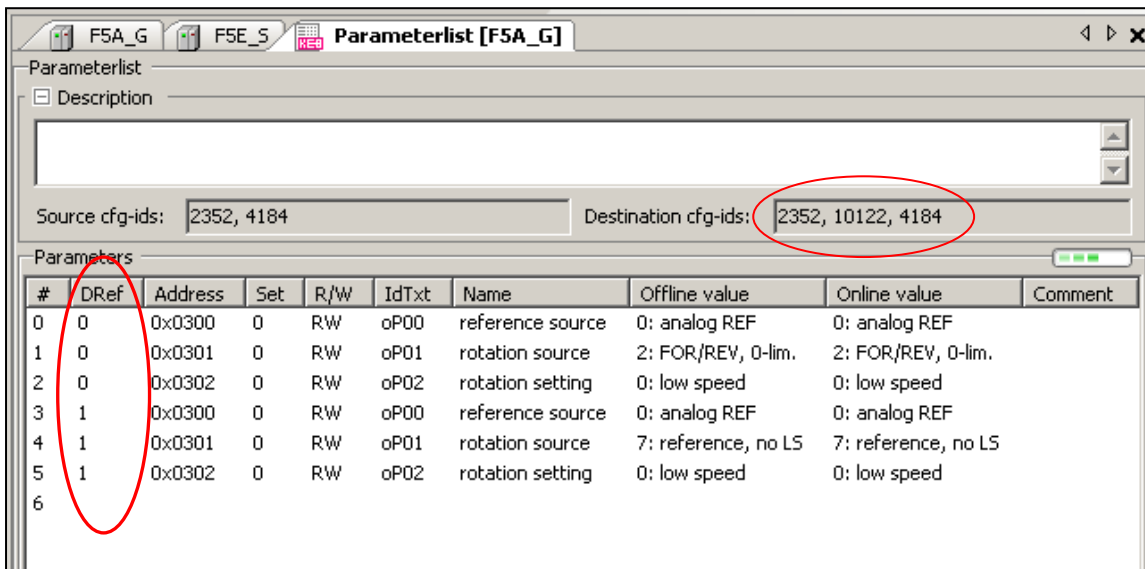 F5A_G F5E_S KEB Parameterlist [F5A_G]
Parameterlist
Description
Source cfg-ids: 2352, 4184 Destination cfg-ids: 2352, 10122, 4184
Parameters
# DRef Address Set R/W IdTxt Name Offline value Online value Comment
0 0 0x0300 0 RW oP00 reference source 0: analog REF 0: analog REF
1 0 0x0301 0 RW oP01 rotation source 2: FOR/REV, 0-lim. 2: FOR/REV, 0-lim.
2 0 0x0302 0 RW oP02 rotation setting 0: low speed 0: low speed
3 1 0x0300 0 RW oP00 reference source 0: analog REF 0: analog REF
4 1 0x0301 0 RW oP01 rotation source 7: reference, no LS 7: reference, no LS
5 1 0x0302 0 RW oP02 rotation setting 0: low speed 0: low speed
6